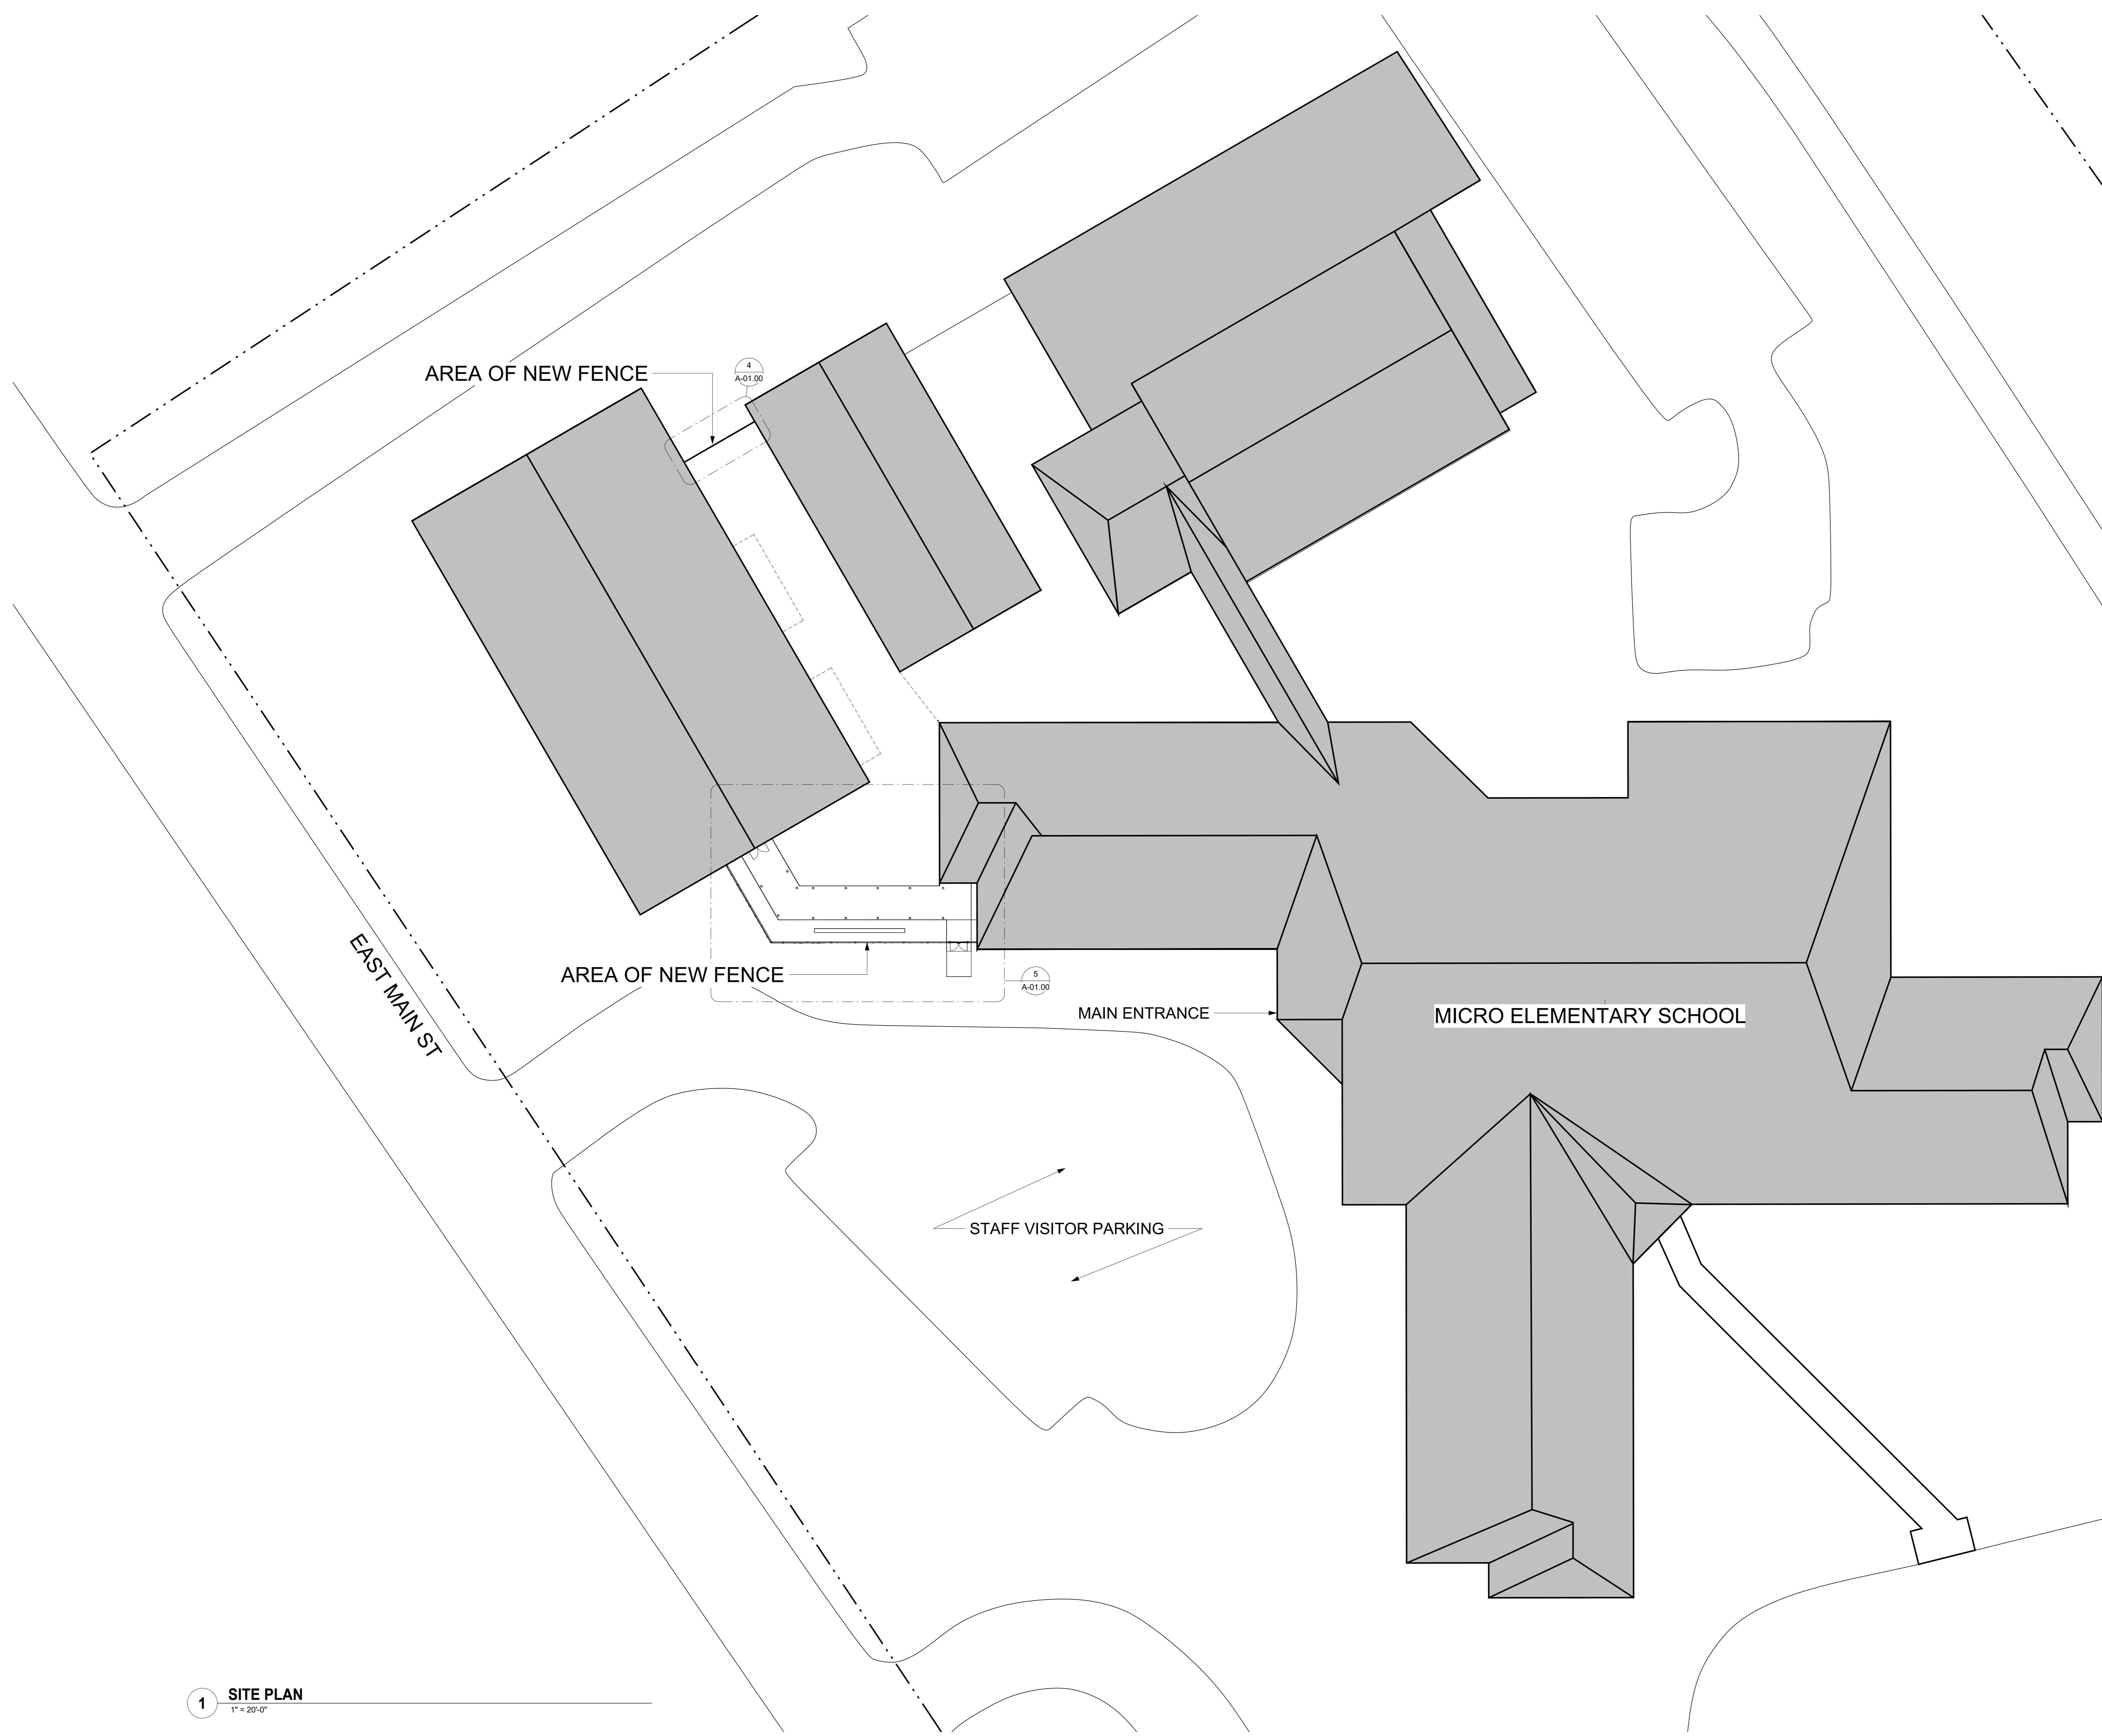 AREA OF NEW FENCE
4
A-01.00
AREA OF NEW FENCE
5
A-01.00
EAST MAIN ST
MAIN ENTRANCE
MICRO ELEMENTARY SCHOOL
STAFF VISITOR PARKING
1
SITE PLAN
1" = 20'-0"